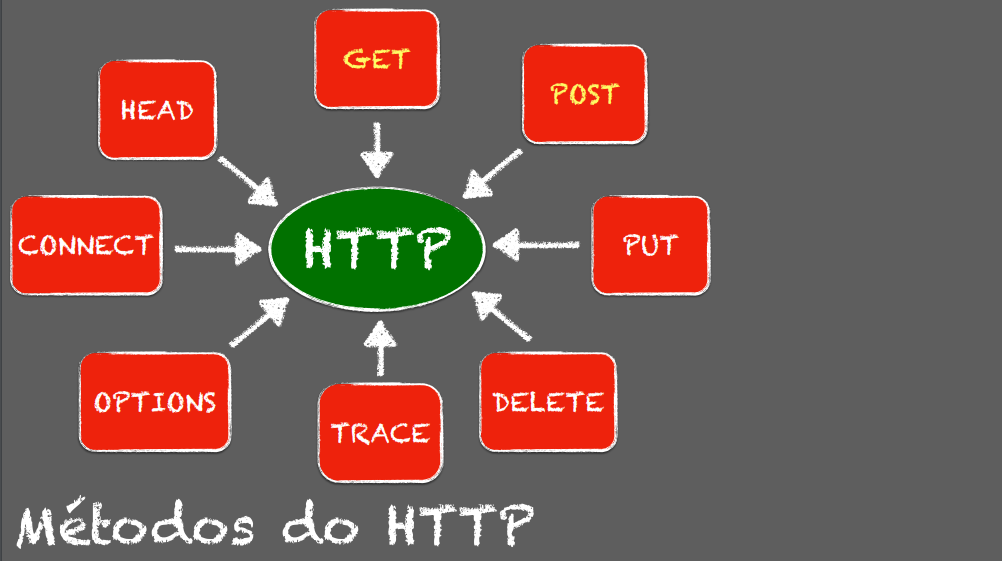 GET
POST
HEAD
CONNECT
HTTP
PUT
OPTIONS
TRACE
DELETE
Métodos do HTTP